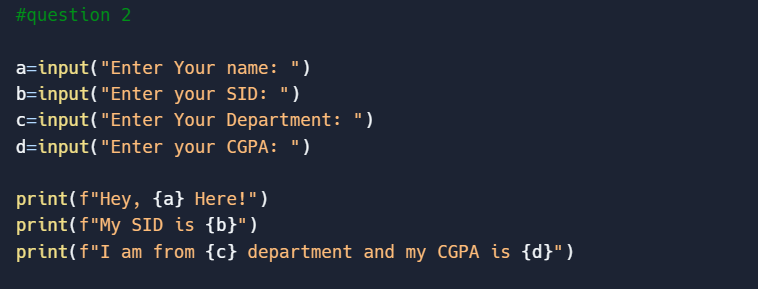 #question 2
a=input("Enter Your name: ")
b=input("Enter your SID: ")
c=input("Enter Your Department: ")
d=input("Enter your CGPA: ")
print(f"Hey, {a} Here!")
print(f"My SID is {b}")
print(f"I am from {c} department and my CGPA is {d}")